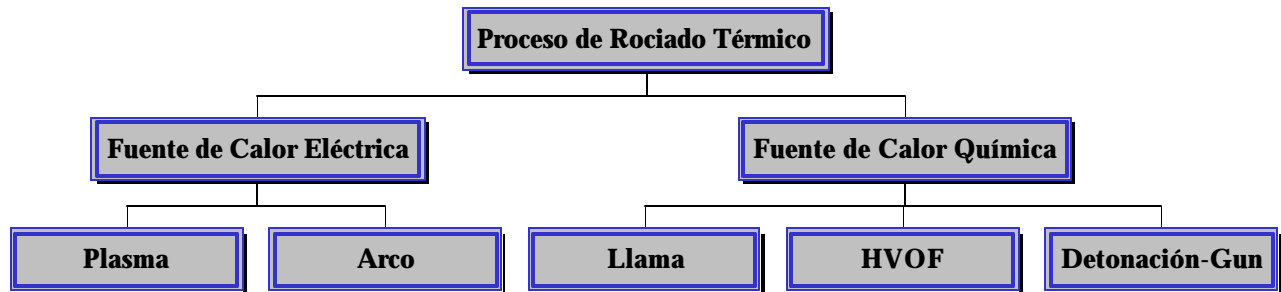 Proceso de Rociado Térmico
Fuente de Calor Eléctrica
Fuente de Calor Química
Plasma
Arco
Llama
HVOF
Detonación-Gun